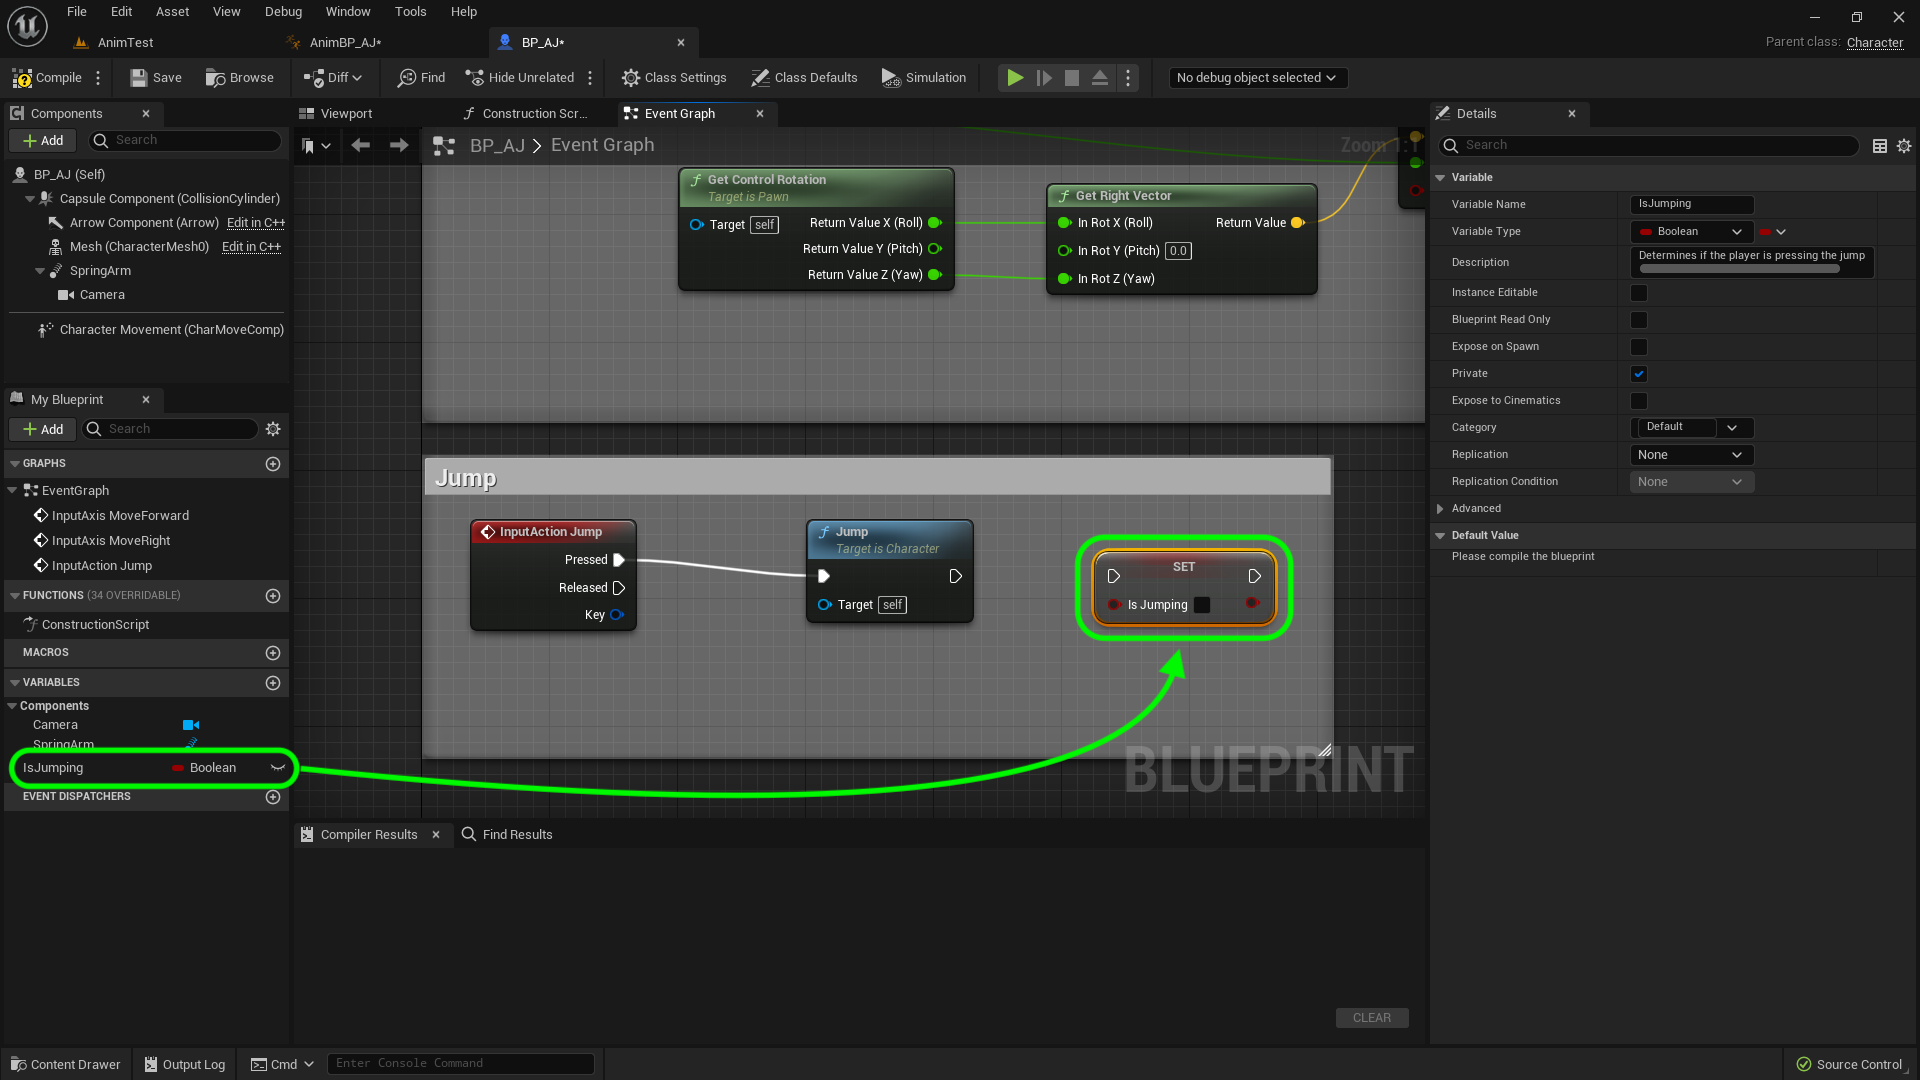 File Edit Asset View Debug Window Tools Help
AnimTest AnimBP_AJ* BP_AJ*
Parent class: Character
Compile Save Browse Diff Find Hide Unrelated Class Settings Class Defaults Simulation No debug object selected
Components
Add Search
BP_AJ (Self)
Capsule Component (CollisionCylinder)
Arrow Component (Arrow) Edit in C++
Mesh (CharacterMesh0) Edit in C++
SpringArm
Camera
Character Movement (CharMoveComp)
My Blueprint
Add Search
GRAPHS
EventGraph
InputAxis MoveForward
InputAxis MoveRight
InputAction Jump
FUNCTIONS (34 OVERRIDABLE)
ConstructionScript
MACROS
VARIABLES
Components
Camera
SpringArm
IsJumping Boolean
EVENT DISPATCHERS
Viewport Construction Scr... Event Graph
BP_AJ > Event Graph
Zoom 1:1
Get Control Rotation
Target is Pawn
Target self Return Value X (Roll)
Return Value Y (Pitch)
Return Value Z (Yaw)
Get Right Vector
In Rot X (Roll) Return Value
In Rot Y (Pitch) 0.0
In Rot Z (Yaw)
Jump
InputAction Jump
Pressed
Released
Key
Jump
Target is Character
Target self
SET
Is Jumping
BLUEPRINT
Compiler Results Find Results
CLEAR
Details
Search
Variable
Variable Name IsJumping
Variable Type Boolean
Description Determines if the player is pressing the jump
Instance Editable
Blueprint Read Only
Expose on Spawn
Private
Expose to Cinematics
Category Default
Replication None
Replication Condition None
Advanced
Default Value
Please compile the blueprint
Content Drawer Output Log Cmd Enter Console Command Source Control